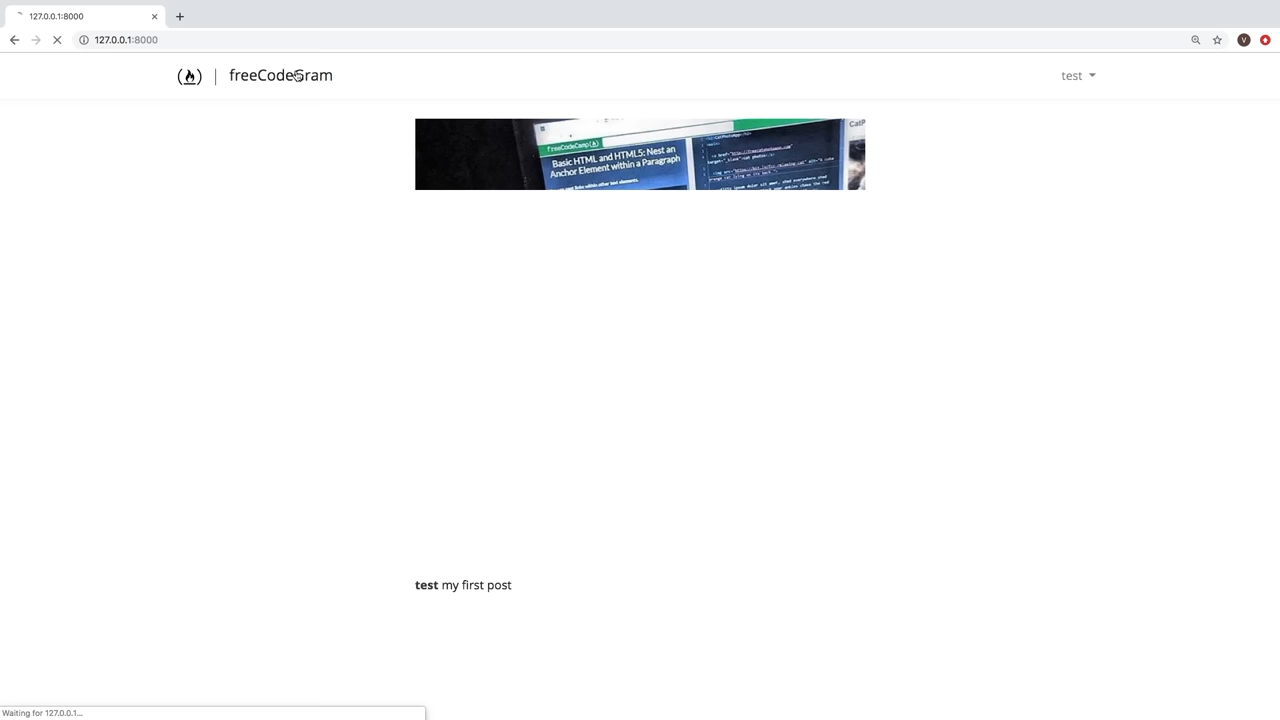 127.0.0.1:8000
127.0.0.1:8000
V
freeCodeGram
test
freeCodeCamp
Basic HTML and HTML5: Nest an
Anchor Element within a Paragraph
CatPhotoApp
test my first post
Waiting for 127.0.0.1...